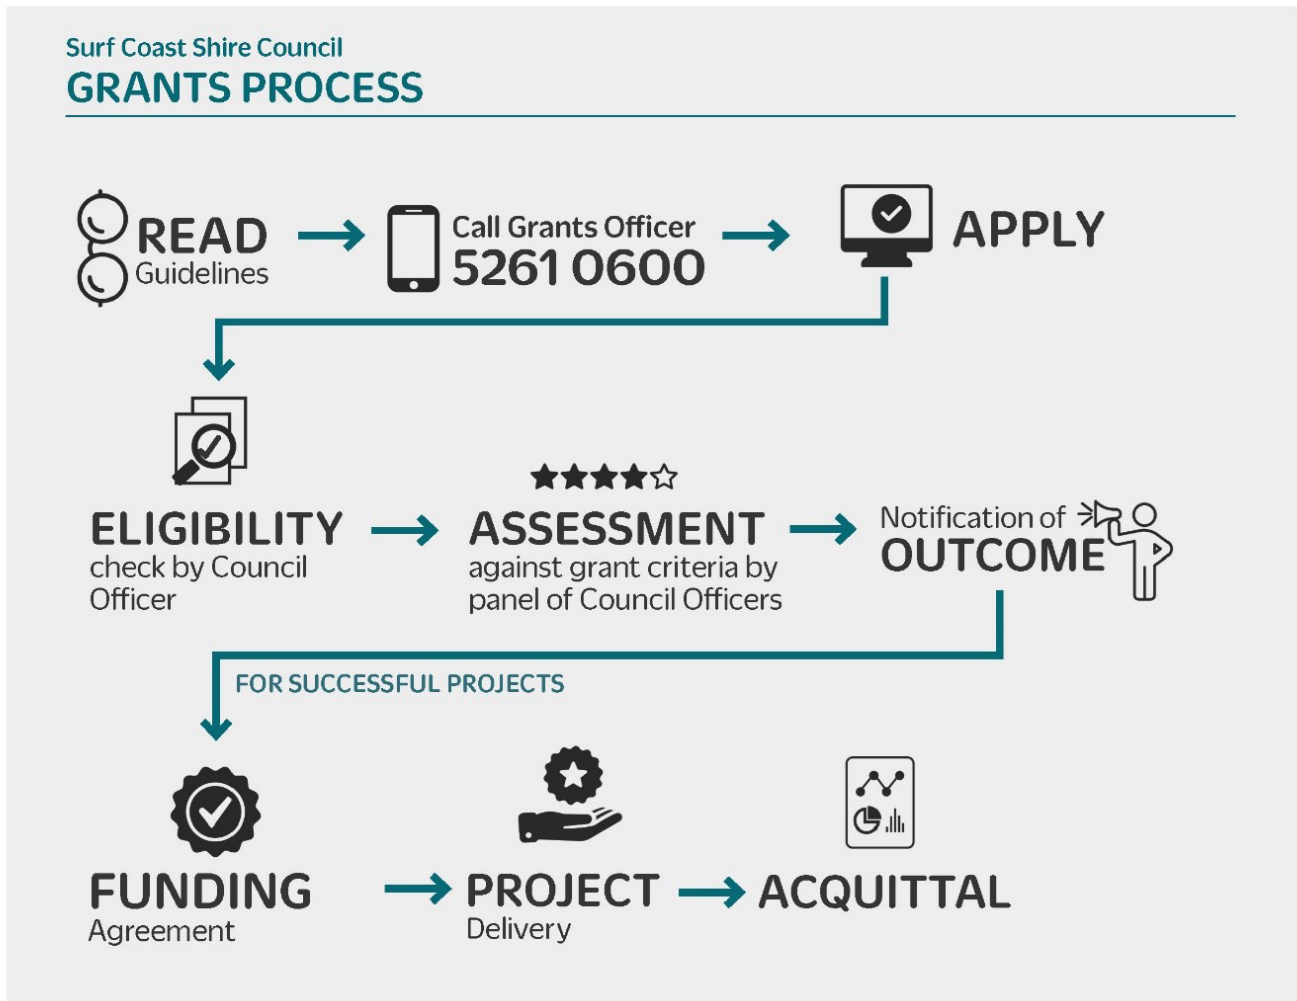 Surf Coast Shire Council
GRANTS PROCESS
READ
Guidelines
Call Grants Officer
5261 0600
APPLY
ELIGIBILITY
check by Council
Officer
ASSESSMENT
against grant criteria by
panel of Council Officers
Notification of
OUTCOME
FOR SUCCESSFUL PROJECTS
FUNDING
Agreement
PROJECT
Delivery
ACQUITTAL